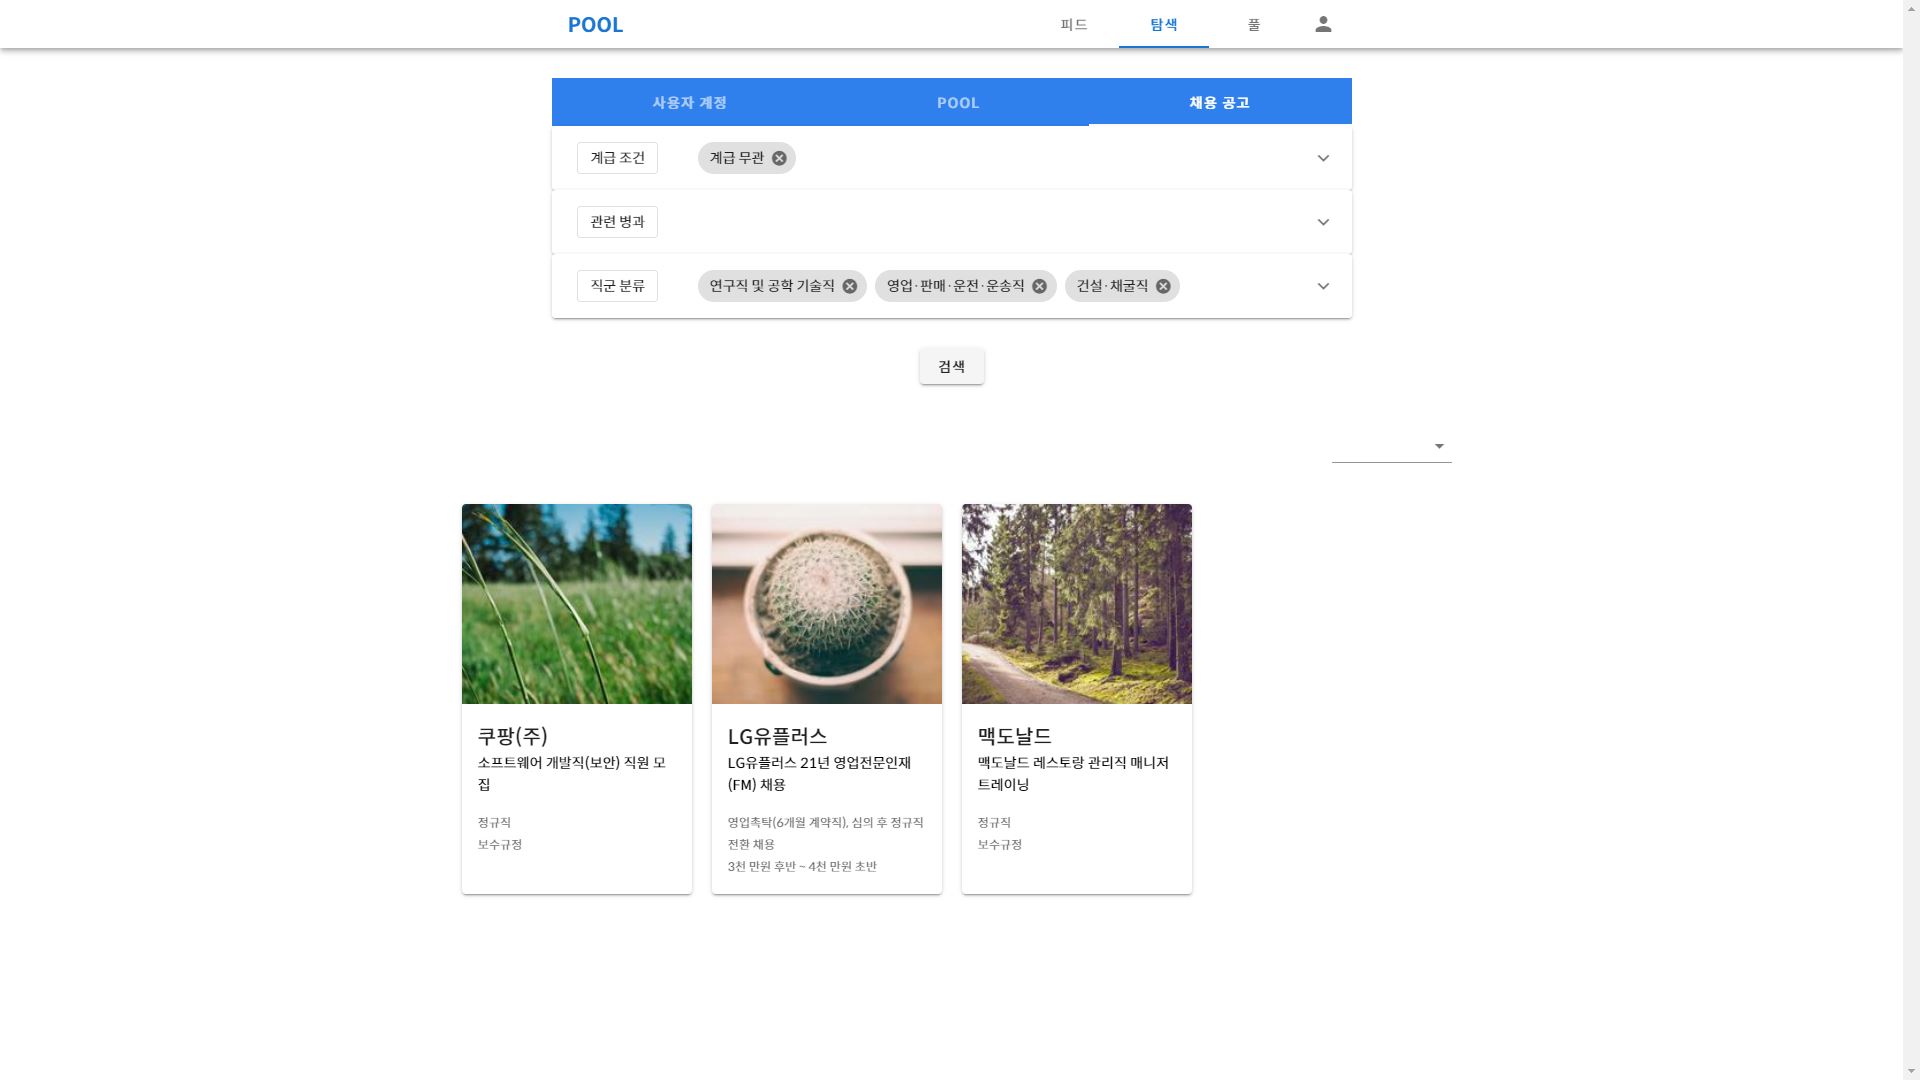 POOL
피드
탐색
풀
사용자 계정
POOL
채용 공고
계급 조건
계급 무관
관련 병과
직군 분류
연구직 및 공학 기술직
영업·판매·운전·운송직
건설·채굴직
검색
쿠팡(주)
소프트웨어 개발직(보안) 직원 모
집
정규직
보수규정
LG유플러스
LG유플러스 21년 영업전문인재
(FM) 채용
영업촉탁(6개월 계약직), 심의 후 정규직
전환 채용
3천 만원 후반 ~ 4천 만원 초반
맥도날드
맥도날드 레스토랑 관리직 매니저
트레이닝
정규직
보수규정